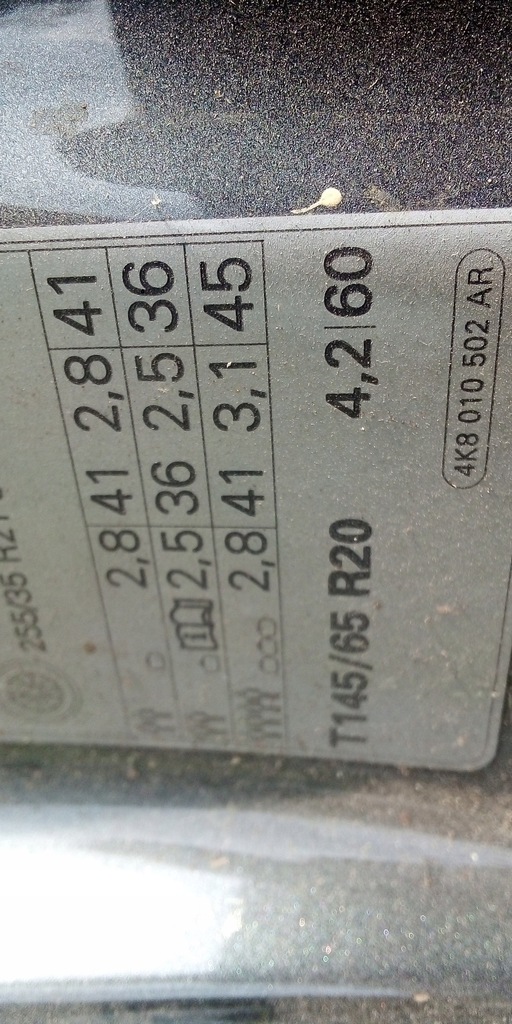 255/35 R21
2,8 41 2,8 41
1 2,5 36 2,5 36
2,8 41 3,1 45
T145/65 R20 4,2|60
4K8 010 502 AR